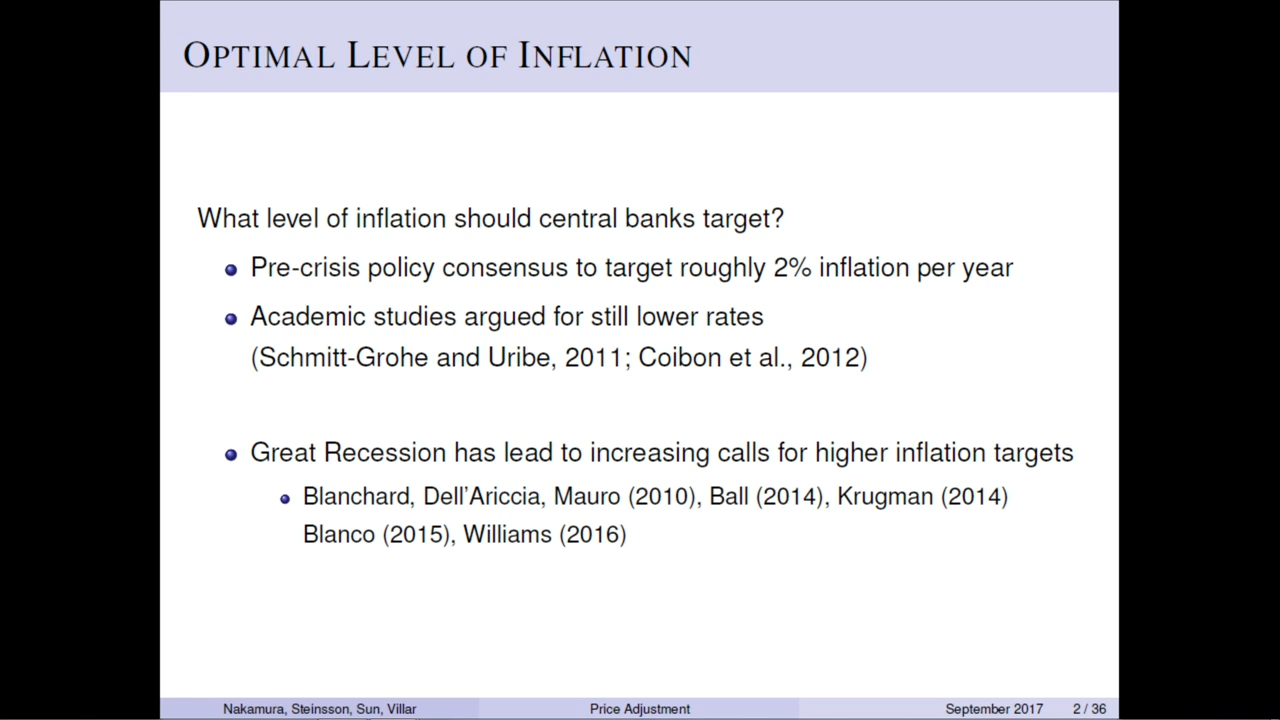 OPTIMAL LEVEL OF INFLATION
What level of inflation should central banks target?
Pre-crisis policy consensus to target roughly 2% inflation per year
Academic studies argued for still lower rates
(Schmitt-Grohe and Uribe, 2011; Coibon et al., 2012)
Great Recession has lead to increasing calls for higher inflation targets
Blanchard, Dell'Ariccia, Mauro (2010), Ball (2014), Krugman (2014)
Blanco (2015), Williams (2016)
Nakamura, Steinsson, Sun, Villar Price Adjustment September 2017 2 / 36